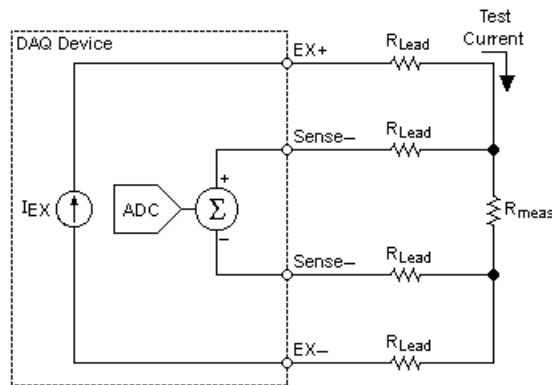 Test
Current
DAQ Device
EX+
RLead
Sense–
RLead
+
IEX
ADC
Σ
Rmeas
–
Sense–
RLead
EX–
RLead